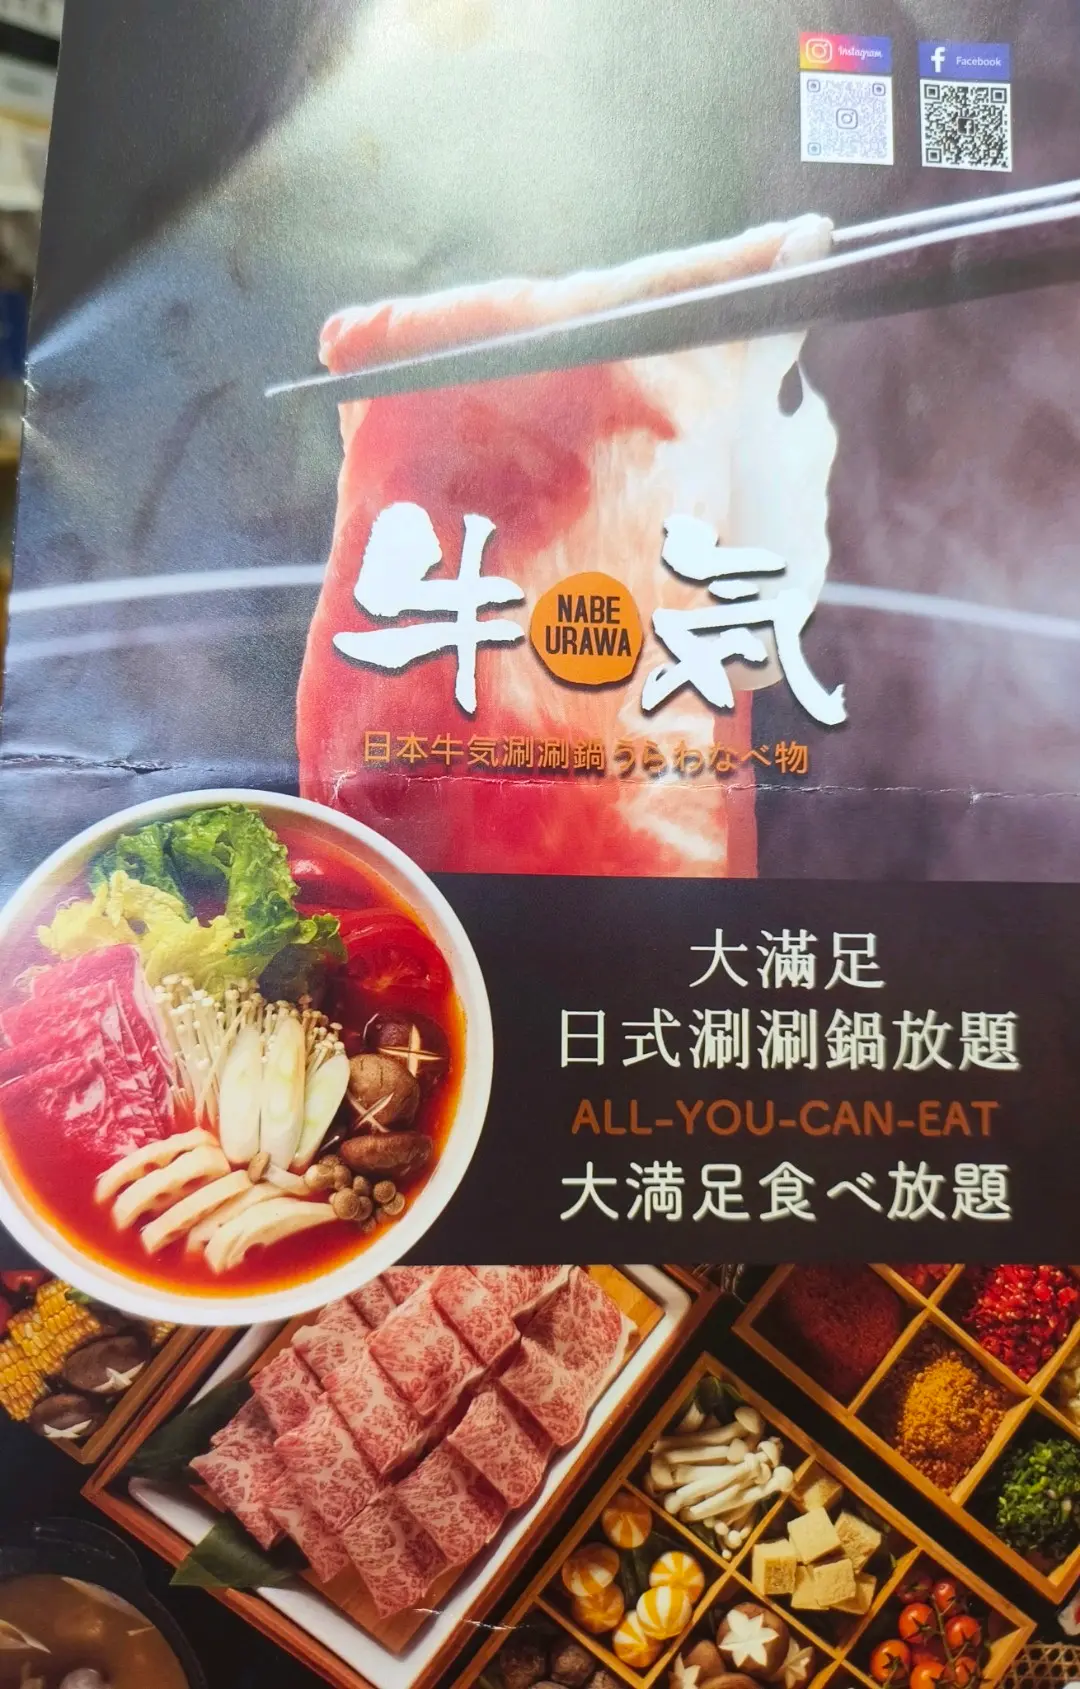 Instagram
Facebook
牛気
NABE
URAWA
日本牛気涮涮鍋うらわなべ物
大滿足
日式涮涮鍋放題
ALL-YOU-CAN-EAT
大満足食べ放題